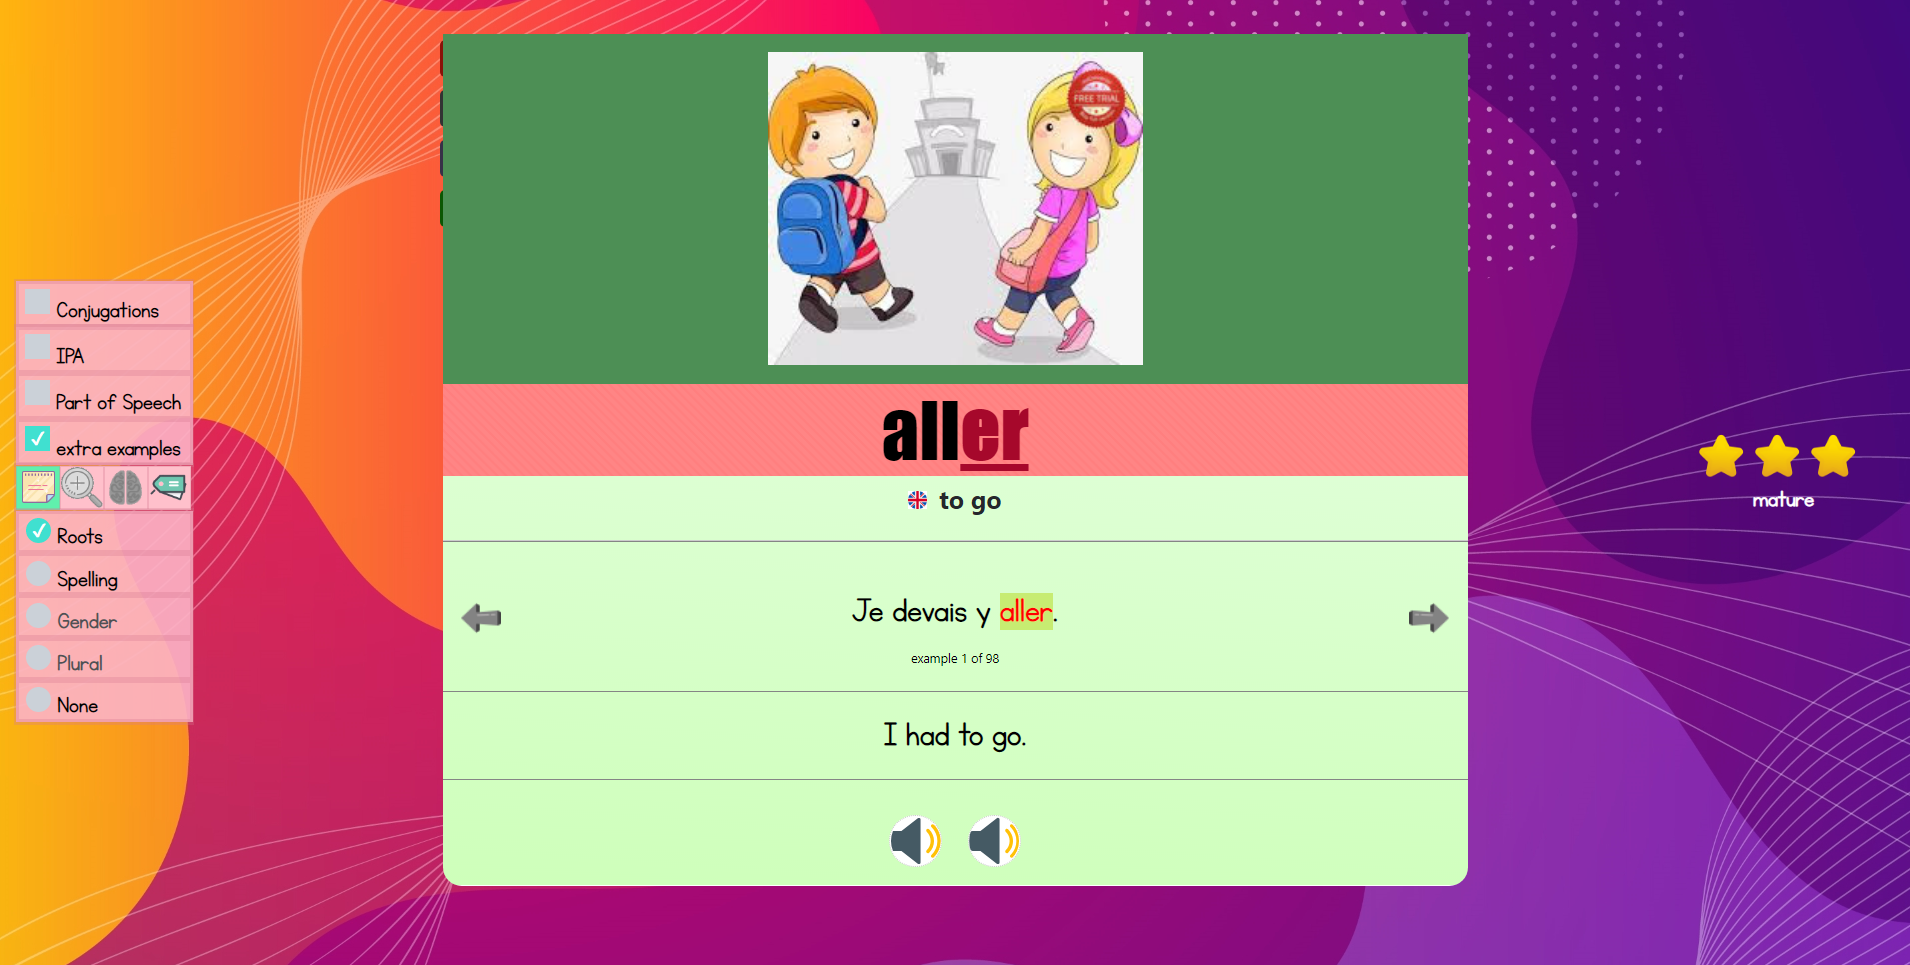 FREE TRIAL
aller
to go
Je devais y aller.
example 1 of 98
I had to go.
Conjugations
IPA
Part of Speech
extra examples
Roots
Spelling
Gender
Plural
None
mature